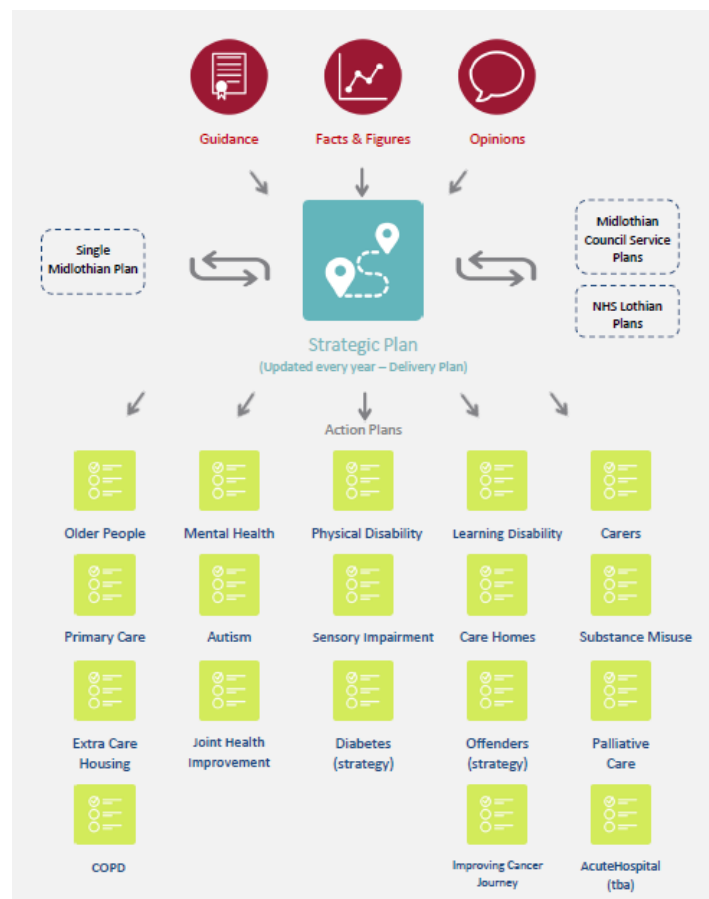 Guidance
Facts & Figures
Opinions
Single
Midlothian Plan
Midlothian
Council Service
Plans
NHS Lothian
Plans
Strategic Plan
(Updated every year – Delivery Plan)
Action Plans
Older People
Mental Health
Physical Disability
Learning Disability
Carers
Primary Care
Autism
Sensory Impairment
Care Homes
Substance Misuse
Extra Care
Housing
Joint Health
Improvement
Diabetes
(strategy)
Offenders
(strategy)
Palliative
Care
COPD
Improving Cancer
Journey
AcuteHospital
(tba)